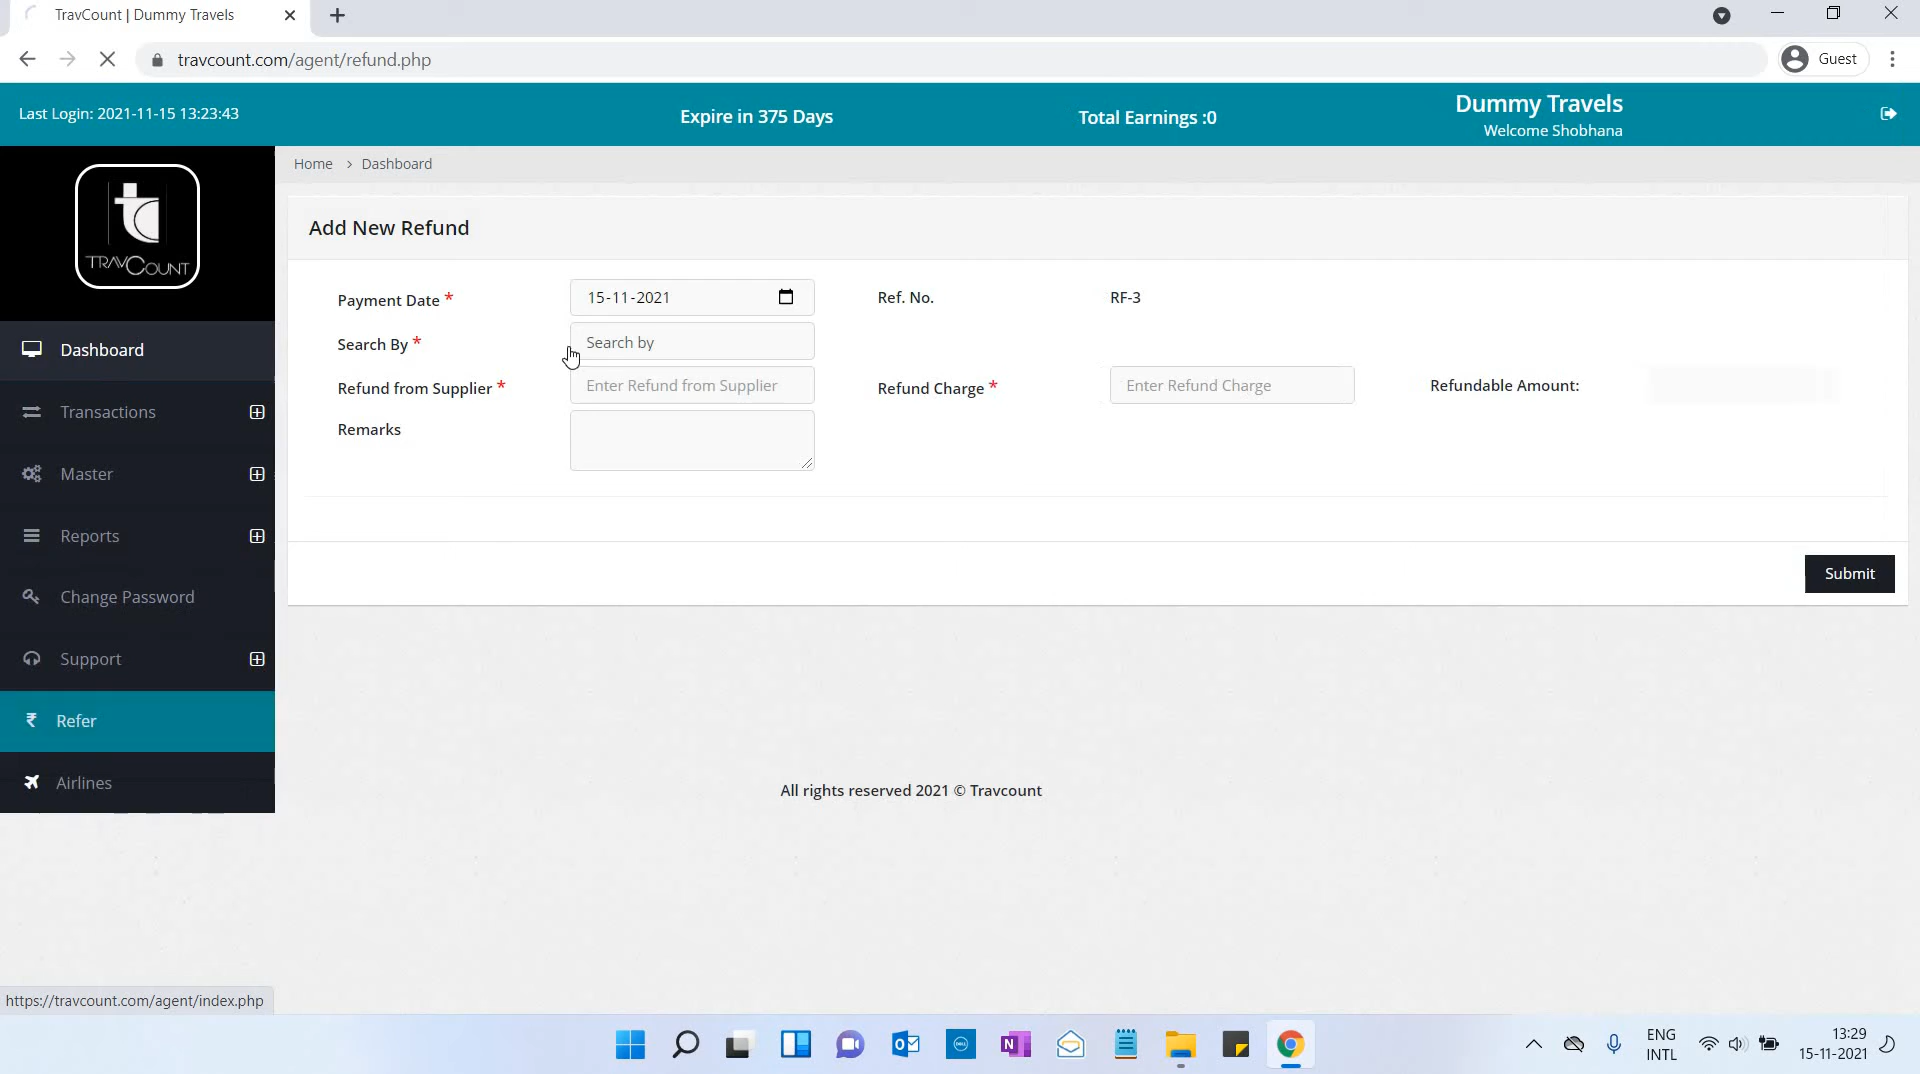 TravCount | Dummy Travels
travcount.com/agent/refund.php
Guest
Last Login: 2021-11-15 13:23:43
Expire in 375 Days
Total Earnings :0
Dummy Travels
Welcome Shobhana
TRAVCOUNT
Home > Dashboard
Add New Refund
Payment Date *
15-11-2021
Ref. No.
RF-3
Search By *
Search by
Refund from Supplier *
Enter Refund from Supplier
Refund Charge *
Enter Refund Charge
Refundable Amount:
Remarks
Submit
Dashboard
Transactions
Master
Reports
Change Password
Support
₹ Refer
Airlines
All rights reserved 2021 © Travcount
https://travcount.com/agent/index.php
ENG
INTL
13:29
15-11-2021